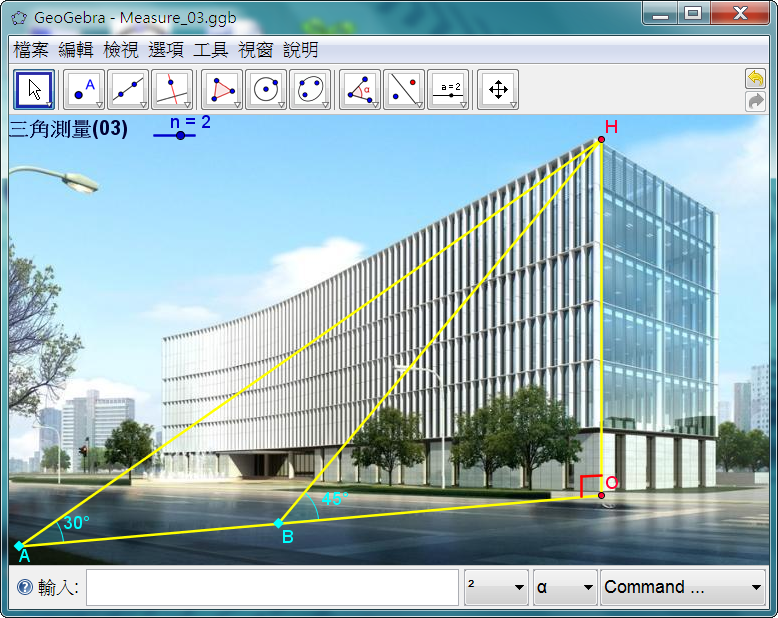 GeoGebra - Measure_03.ggb
檔案 編輯 檢視 選項 工具 視窗 說明
A
α
a = 2
三角測量(03)
n = 2
H
O
45°
30°
B
A
輸入:
²
α
Command ...